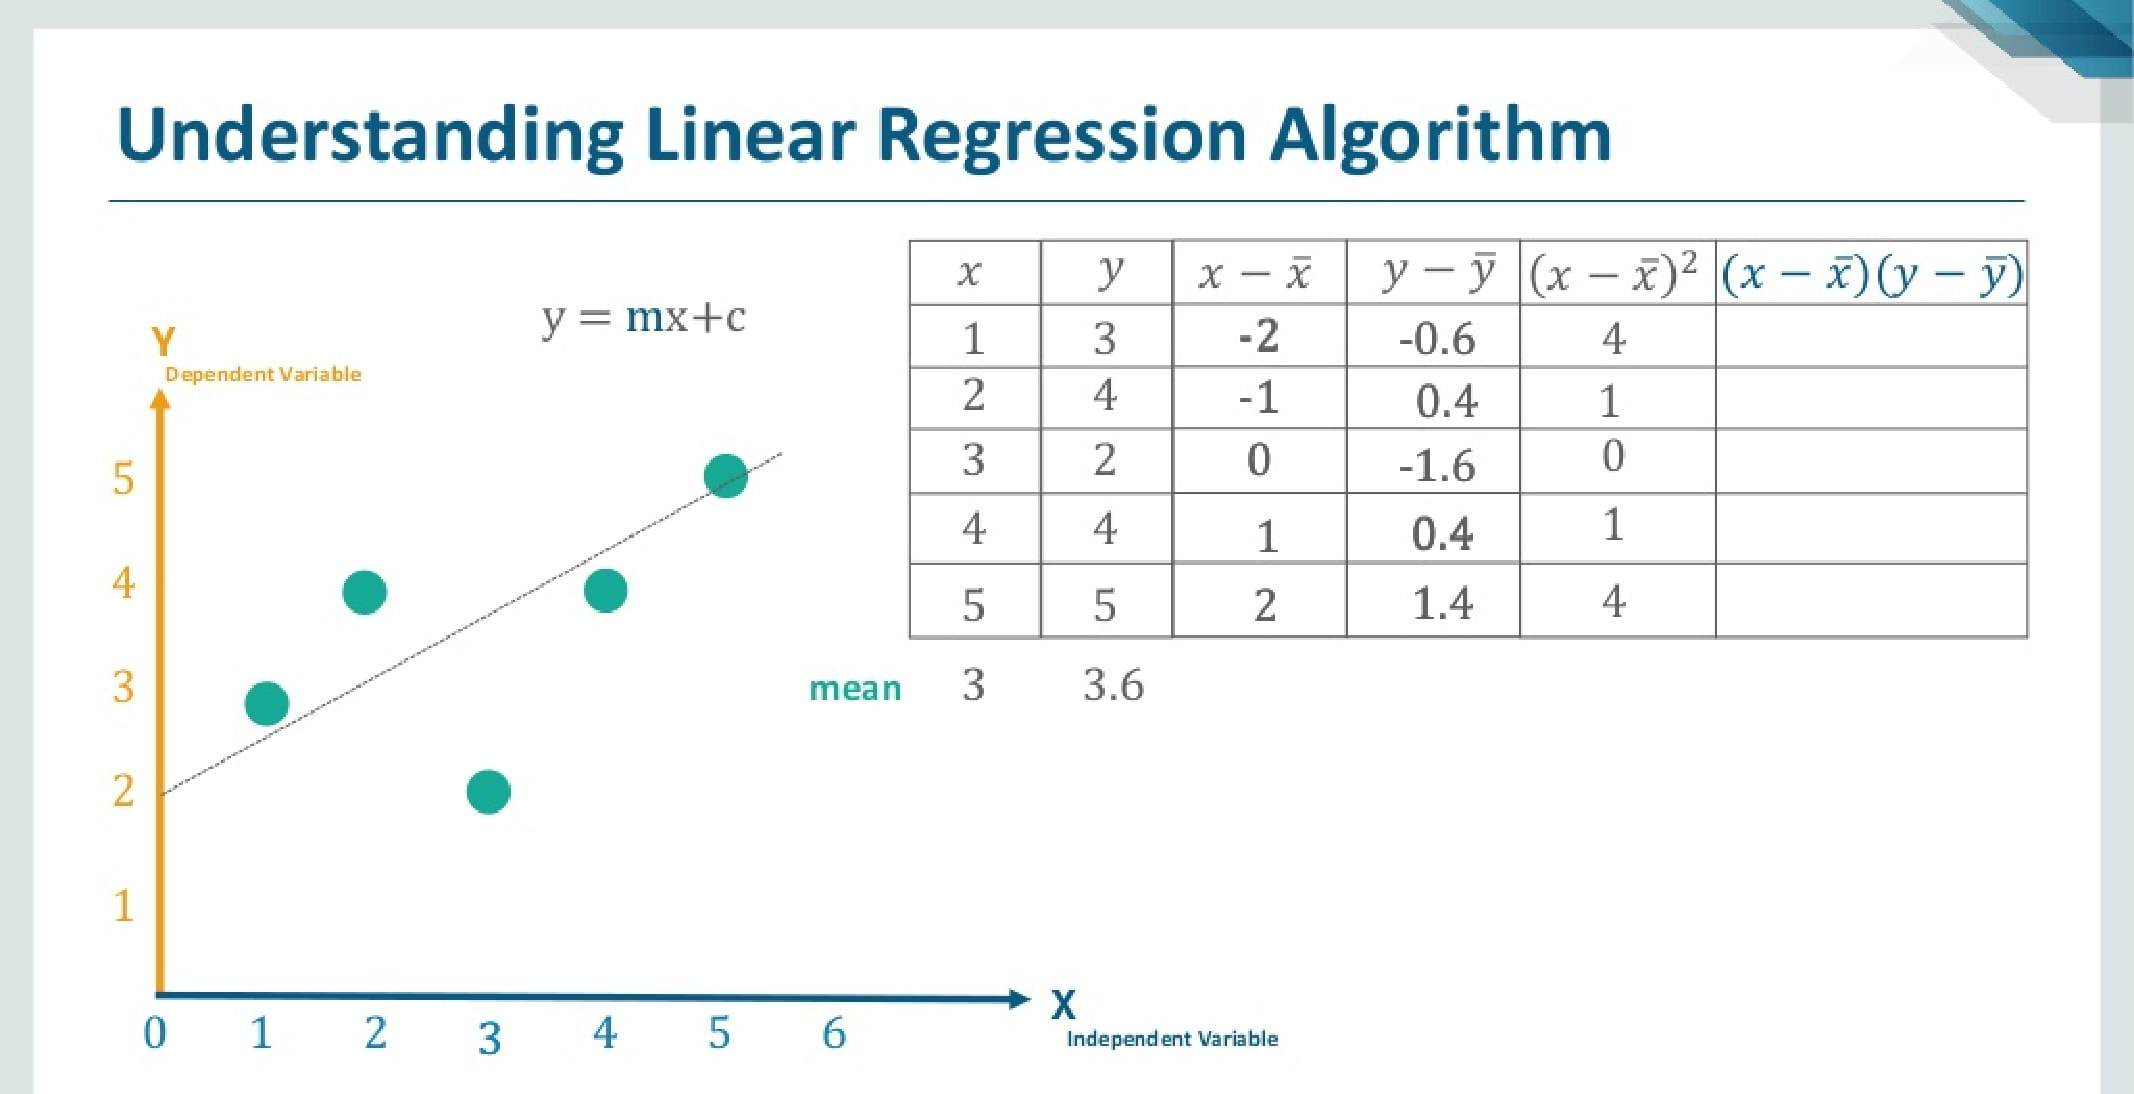 Understanding Linear Regression Algorithm
y = mx+c
Y
Dependent Variable
5
4
3
2
1
0 1 2 3 4 5 6
X
Independent Variable
x y x − x̄ y − ȳ (x − x̄)² (x − x̄)(y − ȳ)
1 3 -2 -0.6 4
2 4 -1 0.4 1
3 2 0 -1.6 0
4 4 1 0.4 1
5 5 2 1.4 4
mean 3 3.6